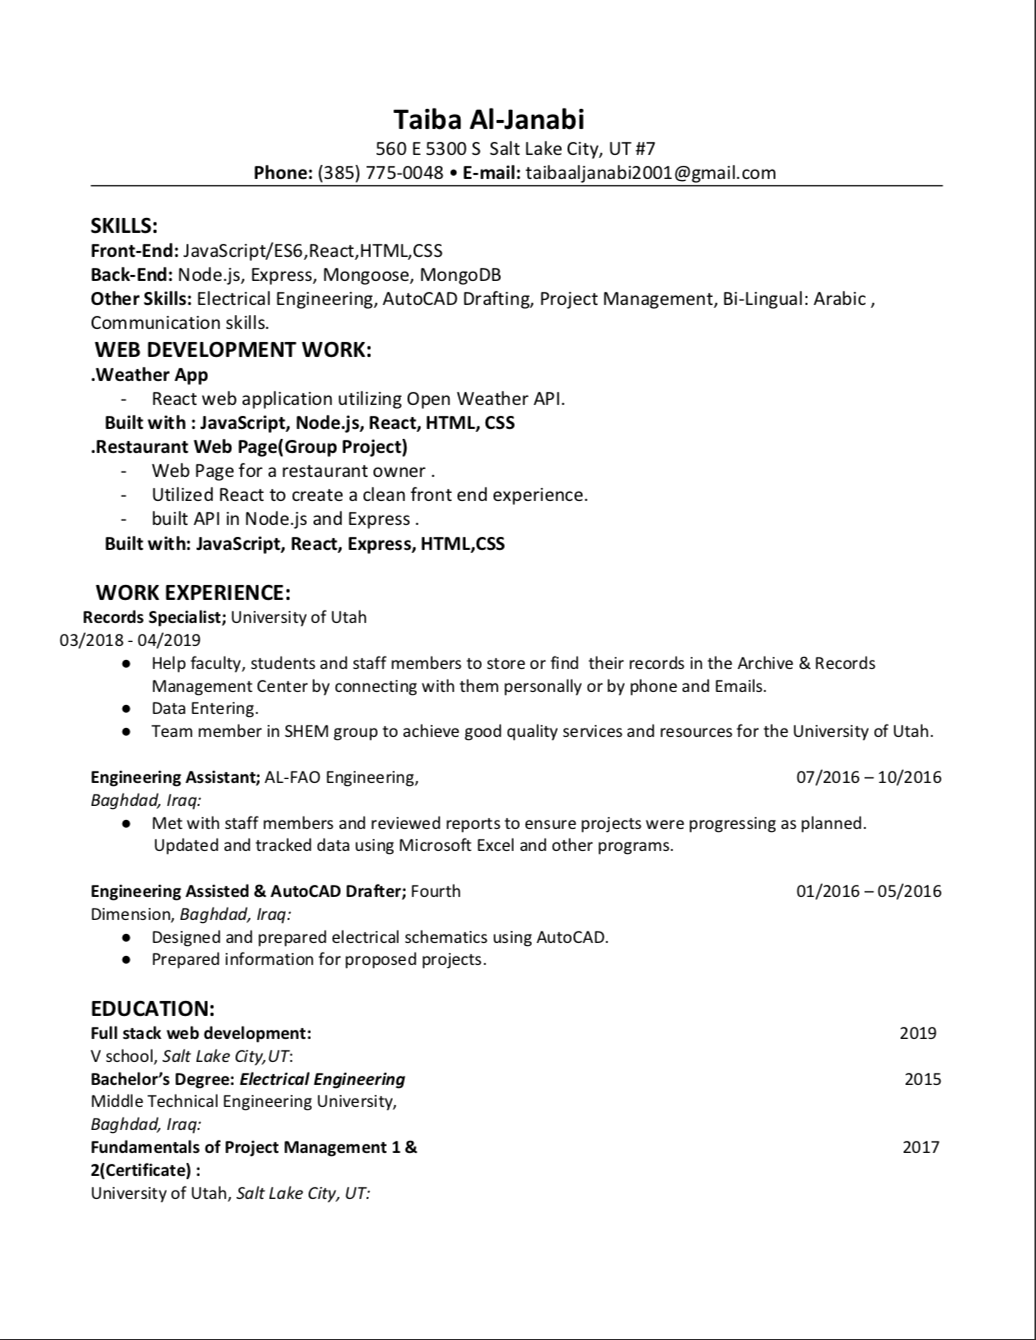 Taiba Al-Janabi
560 E 5300 S  Salt Lake City, UT #7
Phone: (385) 775-0048 • E-mail: taibaaljanabi2001@gmail.com
SKILLS:
Front-End: JavaScript/ES6,React,HTML,CSS
Back-End: Node.js, Express, Mongoose, MongoDB
Other Skills: Electrical Engineering, AutoCAD Drafting, Project Management, Bi-Lingual: Arabic ,
Communication skills.
WEB DEVELOPMENT WORK:
.Weather App
- React web application utilizing Open Weather API.
Built with : JavaScript, Node.js, React, HTML, CSS
.Restaurant Web Page(Group Project)
- Web Page for a restaurant owner .
- Utilized React to create a clean front end experience.
- built API in Node.js and Express .
Built with: JavaScript, React, Express, HTML,CSS
WORK EXPERIENCE:
Records Specialist; University of Utah
03/2018 - 04/2019
● Help faculty, students and staff members to store or find  their records in the Archive & Records
Management Center by connecting with them personally or by phone and Emails.
● Data Entering.
● Team member in SHEM group to achieve good quality services and resources for the University of Utah.
Engineering Assistant; AL-FAO Engineering, 07/2016 – 10/2016
Baghdad, Iraq:
● Met with staff members and reviewed reports to ensure projects were progressing as planned.
Updated and tracked data using Microsoft Excel and other programs.
Engineering Assisted & AutoCAD Drafter; Fourth 01/2016 – 05/2016
Dimension, Baghdad, Iraq:
● Designed and prepared electrical schematics using AutoCAD.
● Prepared information for proposed projects.
EDUCATION:
Full stack web development: 2019
V school, Salt Lake City,UT:
Bachelor's Degree: Electrical Engineering 2015
Middle Technical Engineering University,
Baghdad, Iraq:
Fundamentals of Project Management 1 & 2017
2(Certificate) :
University of Utah, Salt Lake City, UT: